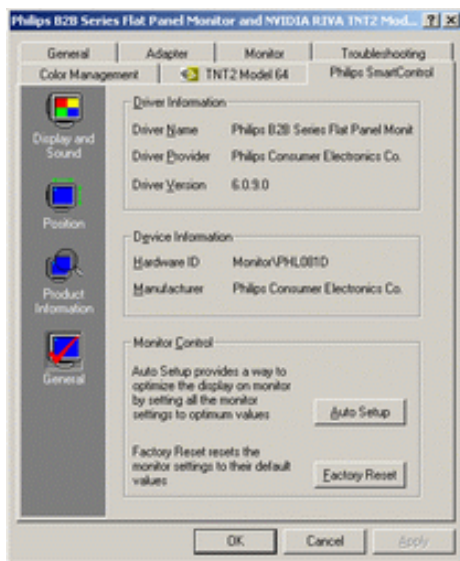 Philips B2B Series Flat Panel Monitor and NVIDIA RIVA TNT2 Mod...
General Adapter Monitor Troubleshooting
Color Management TNT2 Model 64 Philips SmartControl
Display and
Sound
Position
Product
Information
General
Driver Information
Driver Name Philips B2B Series Flat Panel Monit
Driver Provider Philips Consumer Electronics Co.
Driver Version 6.0.9.0
Device Information
Hardware ID Monitor\PHL081D
Manufacturer Philips Consumer Electronics Co.
Monitor Control
Auto Setup provides a way to
optimize the display on monitor
by setting all the monitor
settings to optimum values
Auto Setup
Factory Reset resets the
monitor settings to their default
values
Factory Reset
OK Cancel Apply